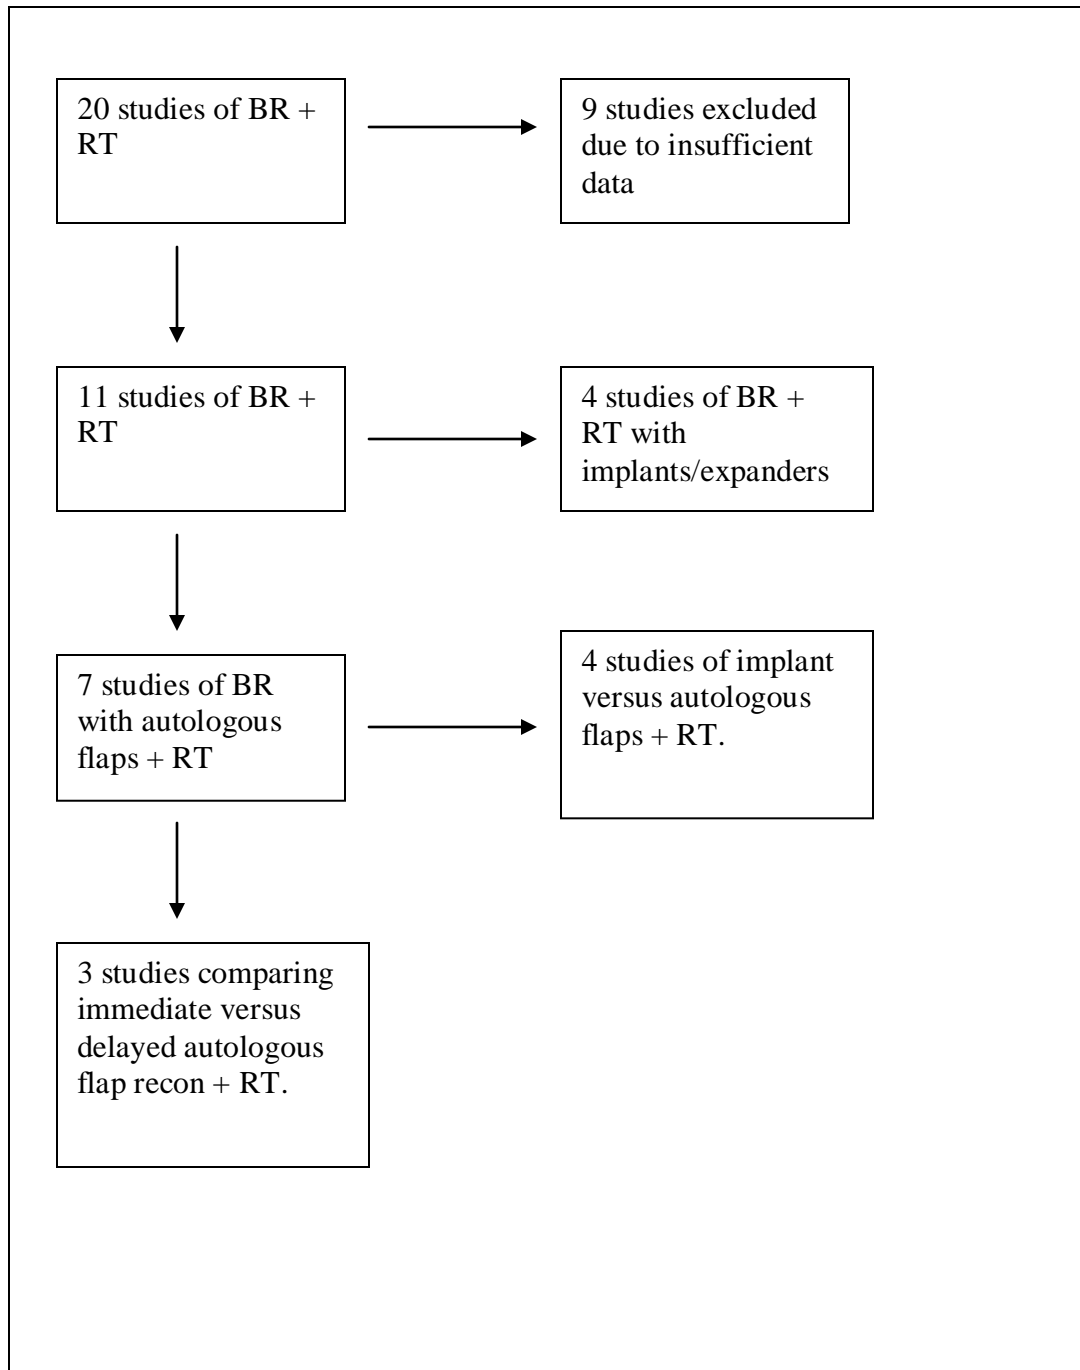 20 studies of BR +
RT
9 studies excluded
due to insufficient
data
11 studies of BR +
RT
4 studies of BR +
RT with
implants/expanders
7 studies of BR
with autologous
flaps + RT
4 studies of implant
versus autologous
flaps + RT.
3 studies comparing
immediate versus
delayed autologous
flap recon + RT.